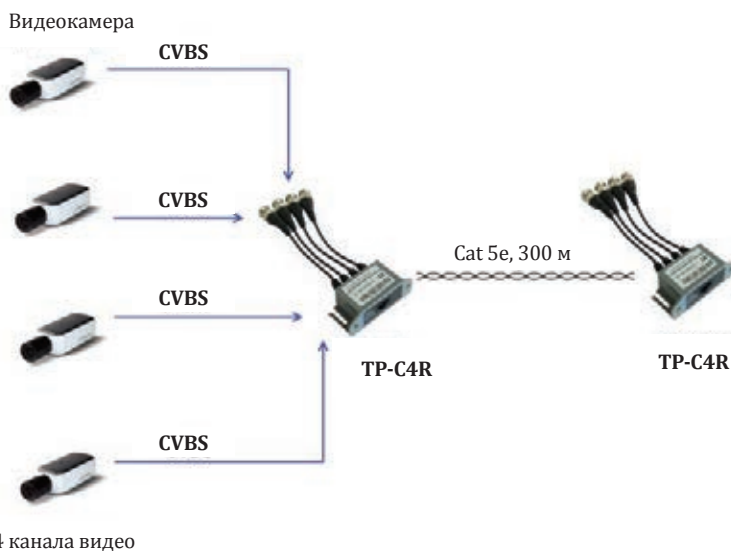 Видеокамера
CVBS
CVBS
Cat 5e, 300 м
CVBS
TP-C4R
TP-C4R
CVBS
4 канала видео